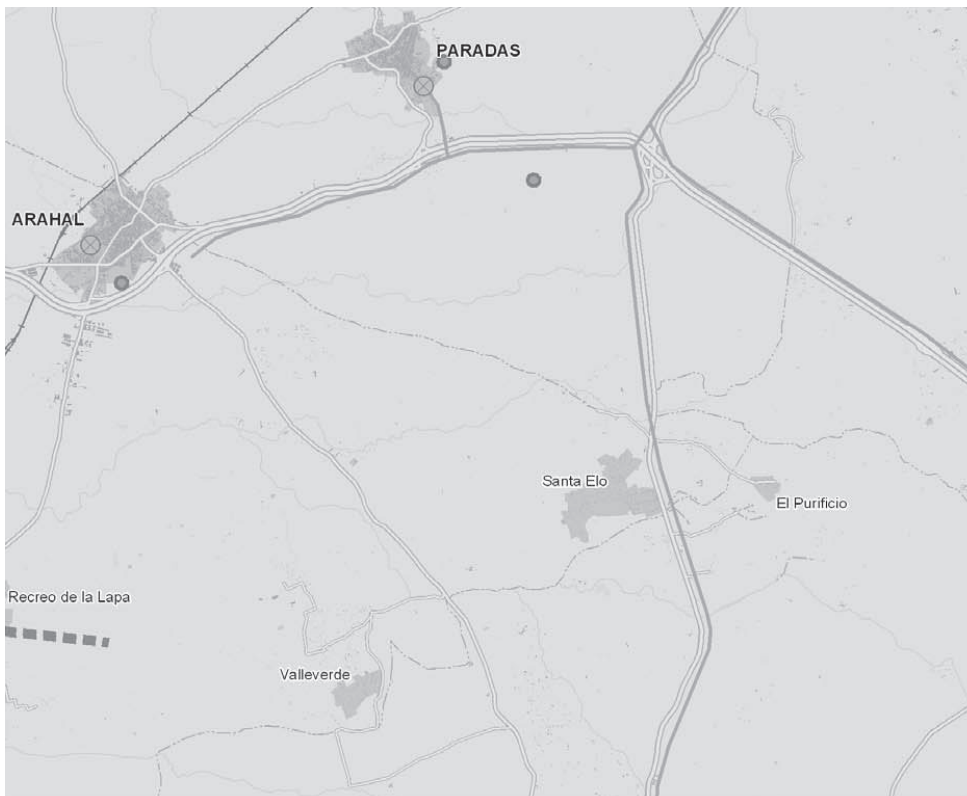 PARADAS
ARAHAL
Santa Elo
El Purificio
Recreo de la Lapa
Valleverde